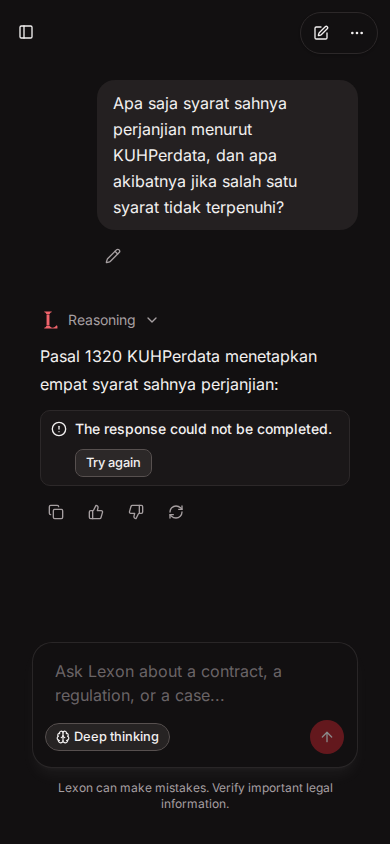 Apa saja syarat sahnya
perjanjian menurut
KUHPerdata, dan apa
akibatnya jika salah satu
syarat tidak terpenuhi?
L Reasoning
Pasal 1320 KUHPerdata menetapkan
empat syarat sahnya perjanjian:
The response could not be completed.
Try again
Ask Lexon about a contract, a
regulation, or a case...
Deep thinking
Lexon can make mistakes. Verify important legal
information.